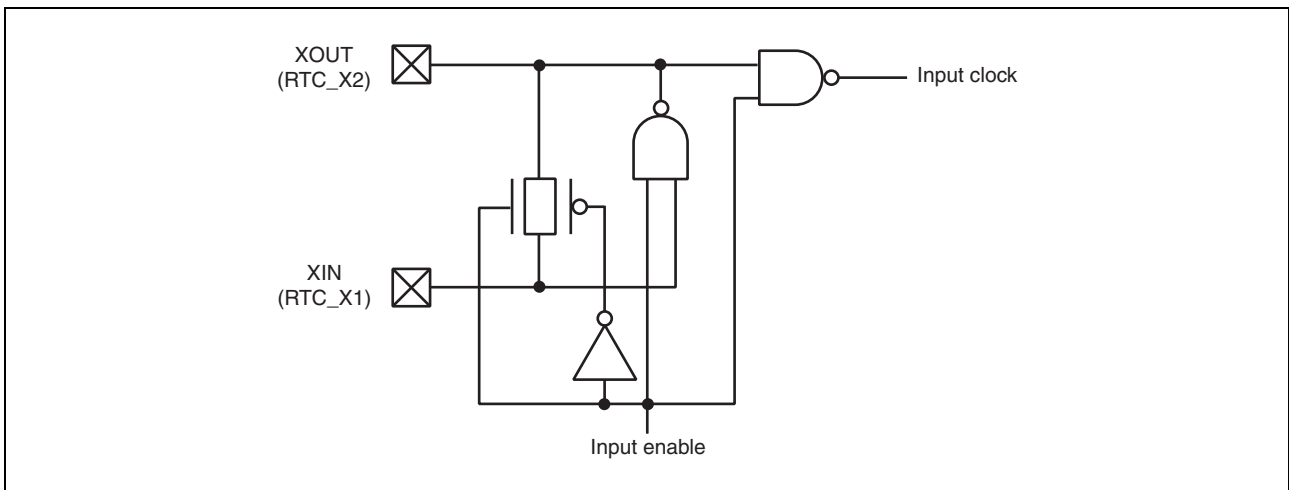 XOUT
(RTC_X2)
Input clock
XIN
(RTC_X1)
Input enable